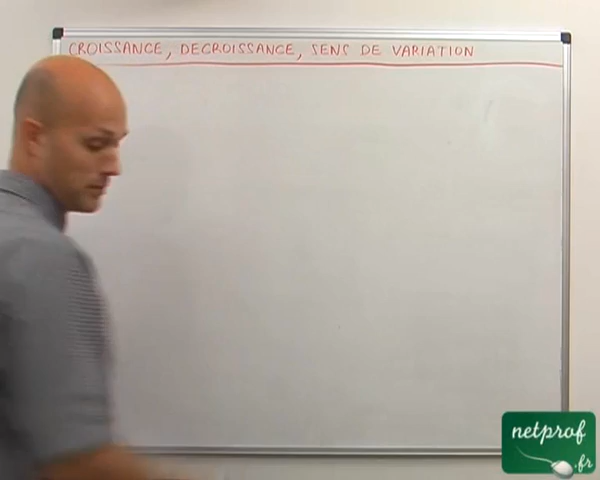 CROISSANCE, DECROISSANCE, SENS DE VARIATION
netprof
.fr